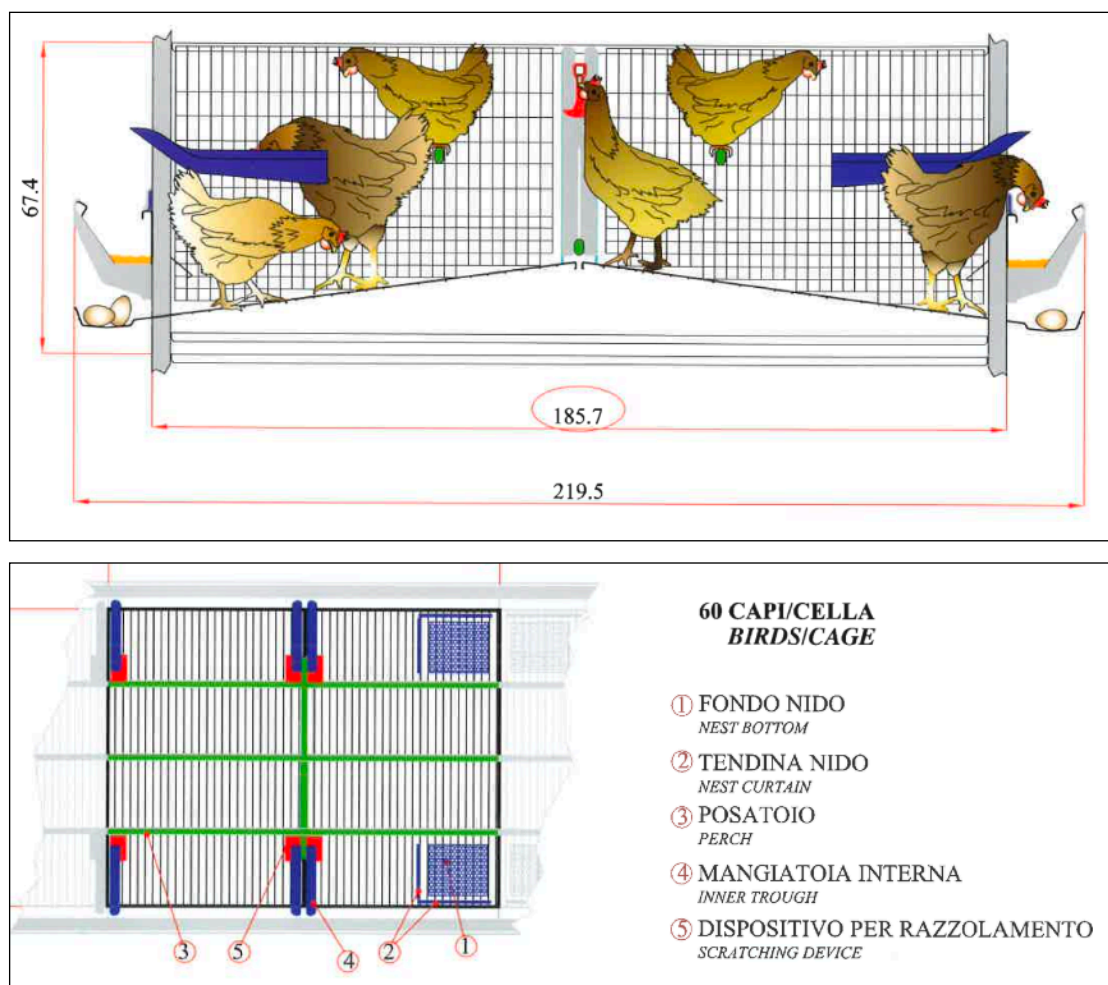 67.4
185.7
219.5
60 CAPI/CELLA
BIRDS/CAGE
① FONDO NIDO
NEST BOTTOM
② TENDINA NIDO
NEST CURTAIN
③ POSATOIO
PERCH
④ MANGIATOIA INTERNA
INNER TROUGH
⑤ DISPOSITIVO PER RAZZOLAMENTO
SCRATCHING DEVICE
③ ⑤ ④ ② ①